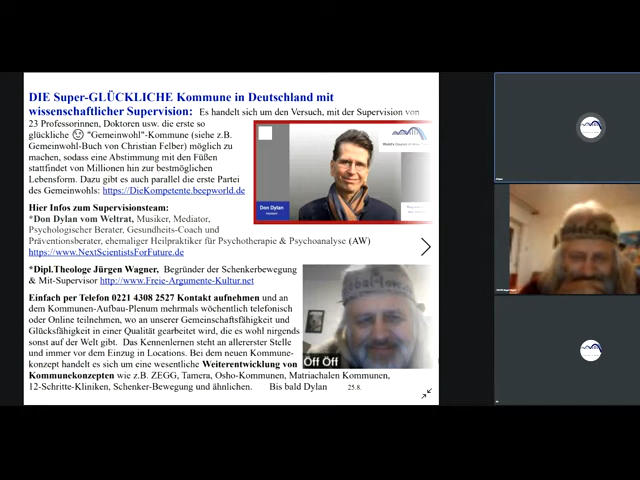 DIE Super-GLÜCKLICHE Kommune in Deutschland mit
wissenschaftlicher Supervision: Es handelt sich um den Versuch, mit der Supervision von
23 Professorinnen, Doktoren usw. die erste so
glückliche 😉 "Gemeinwohl"-Kommune (siehe z.B.
Gemeinwohl-Buch von Christian Felber) möglich zu
machen, sodass eine Abstimmung mit den Füßen
stattfindet von Millionen hin zur bestmöglichen
Lebensform. Dazu gibt es auch parallel die erste Partei
des Gemeinwohls: https://DieKompetente.beepworld.de
Don Dylan
Hier Infos zum Supervisionsteam:
*Don Dylan vom Weltrat, Musiker, Mediator,
Psychologischer Berater, Gesundheits-Coach und
Präventionsberater, ehemaliger Heilpraktiker für Psychotherapie & Psychoanalyse (AW)
https://www.NextScientistsForFuture.de
*Dipl.Theologe Jürgen Wagner, Begründer der Schenkerbewegung
& Mit-Supervisor http://www.Freie-Argumente-Kultur.net
Einfach per Telefon 0221 4308 2527 Kontakt aufnehmen und an
dem Kommunen-Aufbau-Plenum mehrmals wöchentlich telefonisch
oder Online teilnehmen, wo an unserer Gemeinschaftsfähigkeit und
Glücksfähigkeit in einer Qualität gearbeitet wird, die es wohl nirgends
sonst auf der Welt gibt. Das Kennenlernen steht an allererster Stelle
und immer vor dem Einzug in Locations. Bei dem neuen Kommune-
konzept handelt es sich um eine wesentliche Weiterentwicklung von
Kommunekonzepten wie z.B. ZEGG, Tamera, Osho-Kommunen, Matriachalen Kommunen,
12-Schritte-Kliniken, Schenker-Bewegung und ähnlichen. Bis bald Dylan 25.8.
Öff Öff